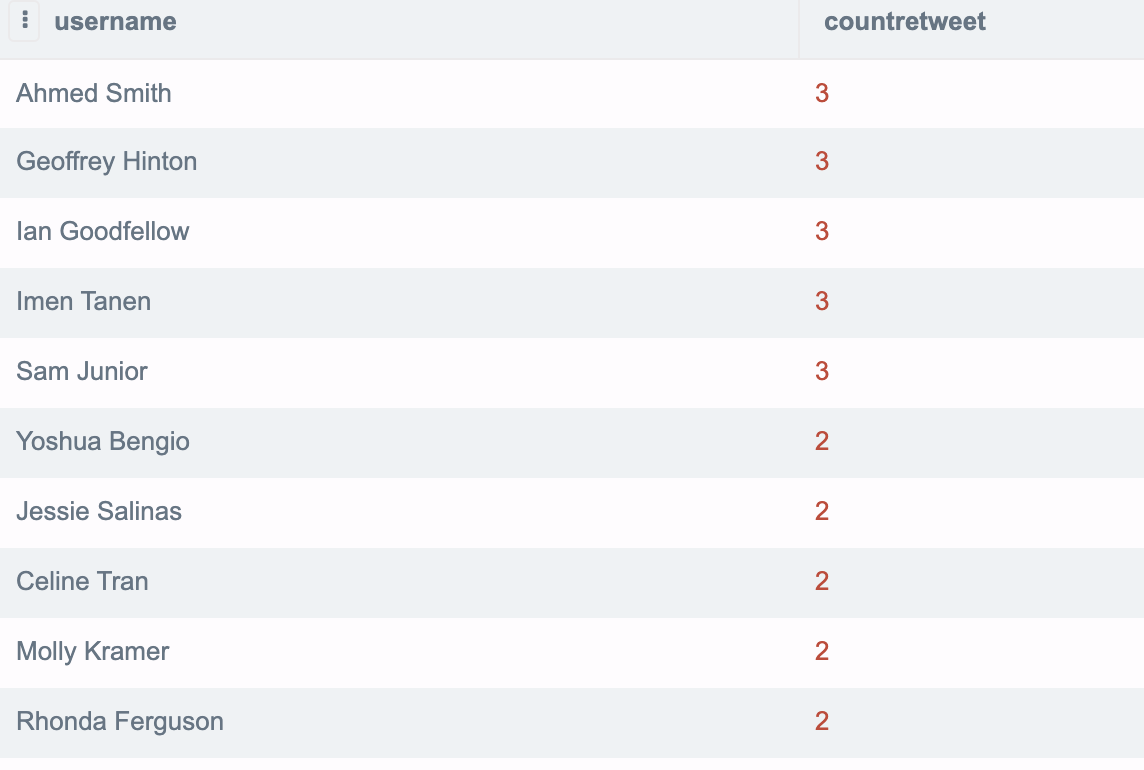 username countretweet
Ahmed Smith 3
Geoffrey Hinton 3
Ian Goodfellow 3
Imen Tanen 3
Sam Junior 3
Yoshua Bengio 2
Jessie Salinas 2
Celine Tran 2
Molly Kramer 2
Rhonda Ferguson 2